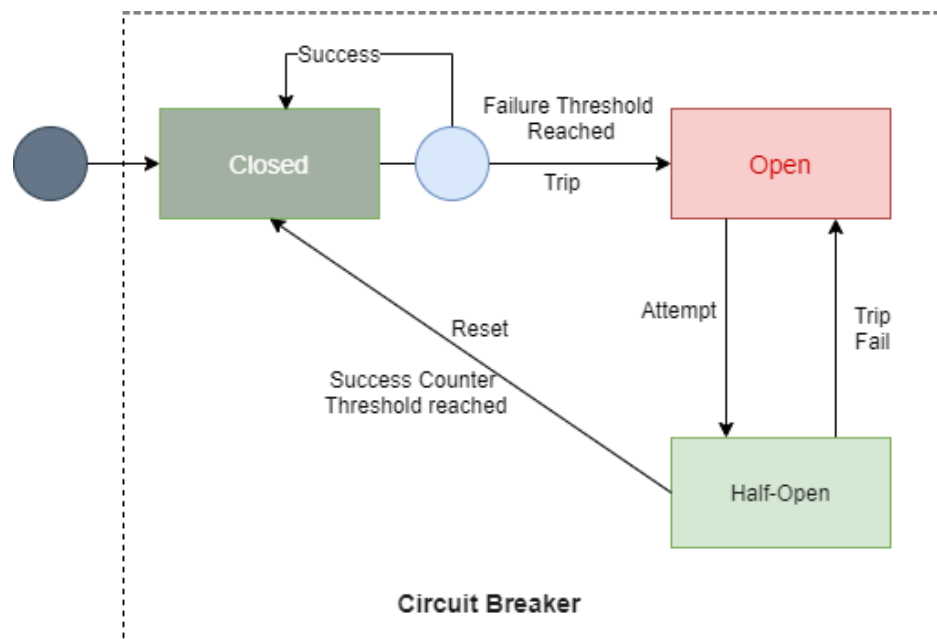 Success
Failure Threshold
Reached
Closed
Open
Trip
Attempt
Trip
Fail
Reset
Success Counter
Threshold reached
Half-Open
Circuit Breaker